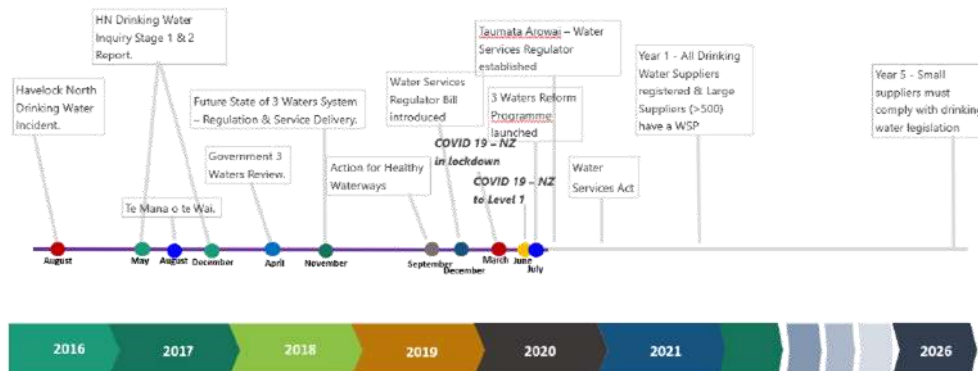 HN Drinking Water
Inquiry Stage 1 & 2
Report.
Taumata Arowai – Water
Services Regulator
established
Havelock North
Drinking Water
Incident.
Future State of 3 Waters System
– Regulation & Service Delivery.
Water Services
Regulator Bill
introduced
3 Waters Reform
Programme
launched
Year 1 - All Drinking
Water Suppliers
registered & Large
Suppliers (>500)
have a WSP
Year 5 - Small
suppliers must
comply with drinking
water legislation
COVID 19 – NZ
in lockdown
Government 3
Waters Review.
Action for Healthy
Waterways
COVID 19 – NZ
to Level 1
Water
Services Act
Te Mana o te Wai.
August
May
August
December
April
November
September
December
March
June
July
2016
2017
2018
2019
2020
2021
2026